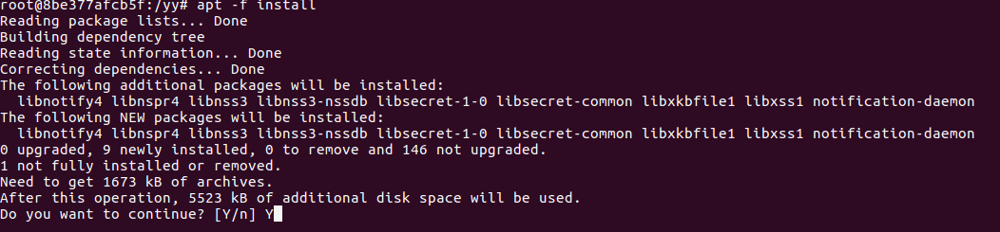 root@8be377afcb5f:/yy# apt -f install
Reading package lists... Done
Building dependency tree
Reading state information... Done
Correcting dependencies... Done
The following additional packages will be installed:
  libnotify4 libnspr4 libnss3 libnss3-nssdb libsecret-1-0 libsecret-common libxkbfile1 libxss1 notification-daemon
The following NEW packages will be installed:
  libnotify4 libnspr4 libnss3 libnss3-nssdb libsecret-1-0 libsecret-common libxkbfile1 libxss1 notification-daemon
0 upgraded, 9 newly installed, 0 to remove and 146 not upgraded.
1 not fully installed or removed.
Need to get 1673 kB of archives.
After this operation, 5523 kB of additional disk space will be used.
Do you want to continue? [Y/n] Y